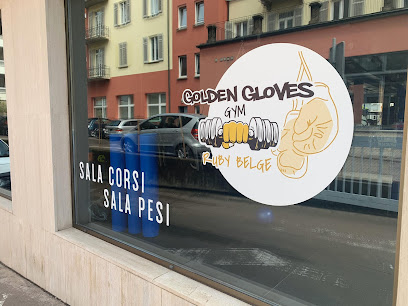 GOLDEN GLOVES
GYM
RUBY BELGE
SALA CORSI
SALA PESI